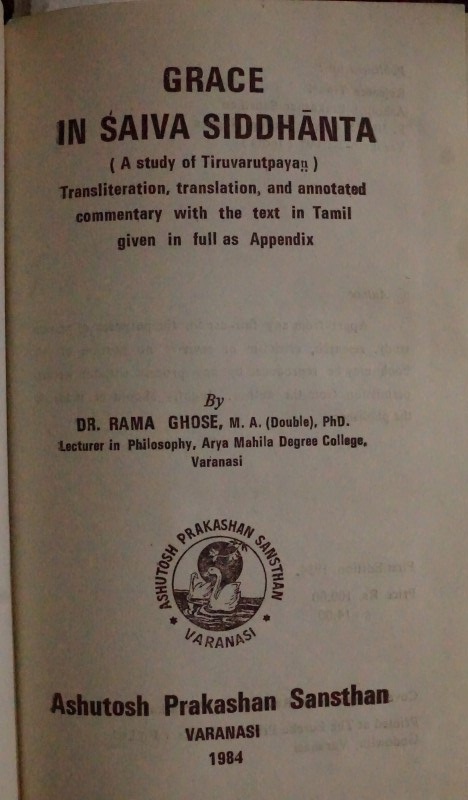 GRACE
IN ŚAIVA SIDDHĀNTA
( A study of Tiruvarutpayaṉ )
Transliteration, translation, and annotated
commentary with the text in Tamil
given in full as Appendix
By
DR. RAMA GHOSE, M. A. (Double), PhD.
Lecturer in Philosophy, Arya Mahila Degree College,
Varanasi
ASHUTOSH PRAKASHAN SANSTHAN
* VARANASI *
Ashutosh Prakashan Sansthan
VARANASI
1984